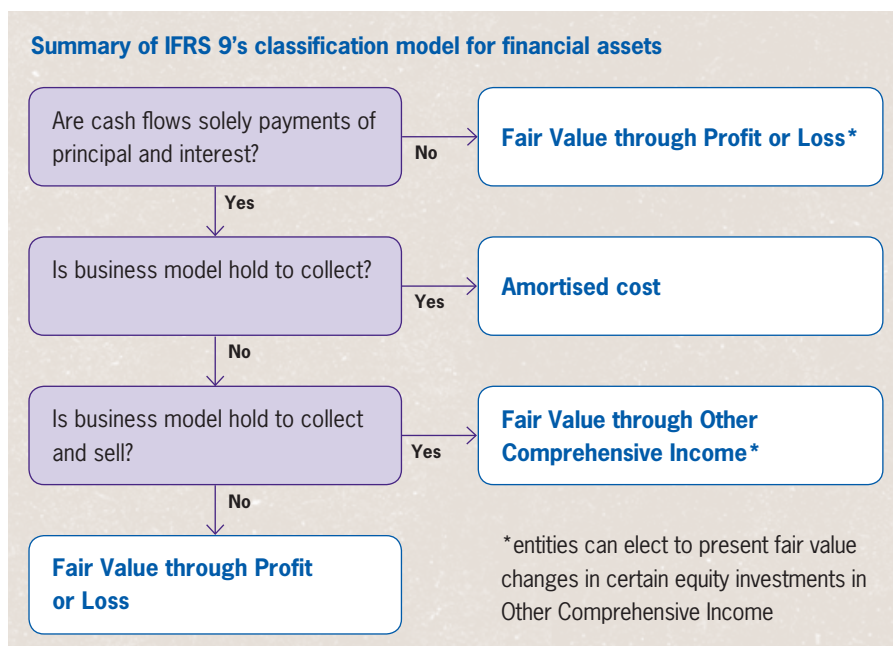 Summary of IFRS 9’s classification model for financial assets
Are cash flows solely payments of
principal and interest?
No
Fair Value through Profit or Loss*
Yes
Is business model hold to collect?
Yes
Amortised cost
No
Is business model hold to collect
and sell?
Yes
Fair Value through Other
Comprehensive Income*
No
Fair Value through Profit
or Loss
*entities can elect to present fair value
changes in certain equity investments in
Other Comprehensive Income